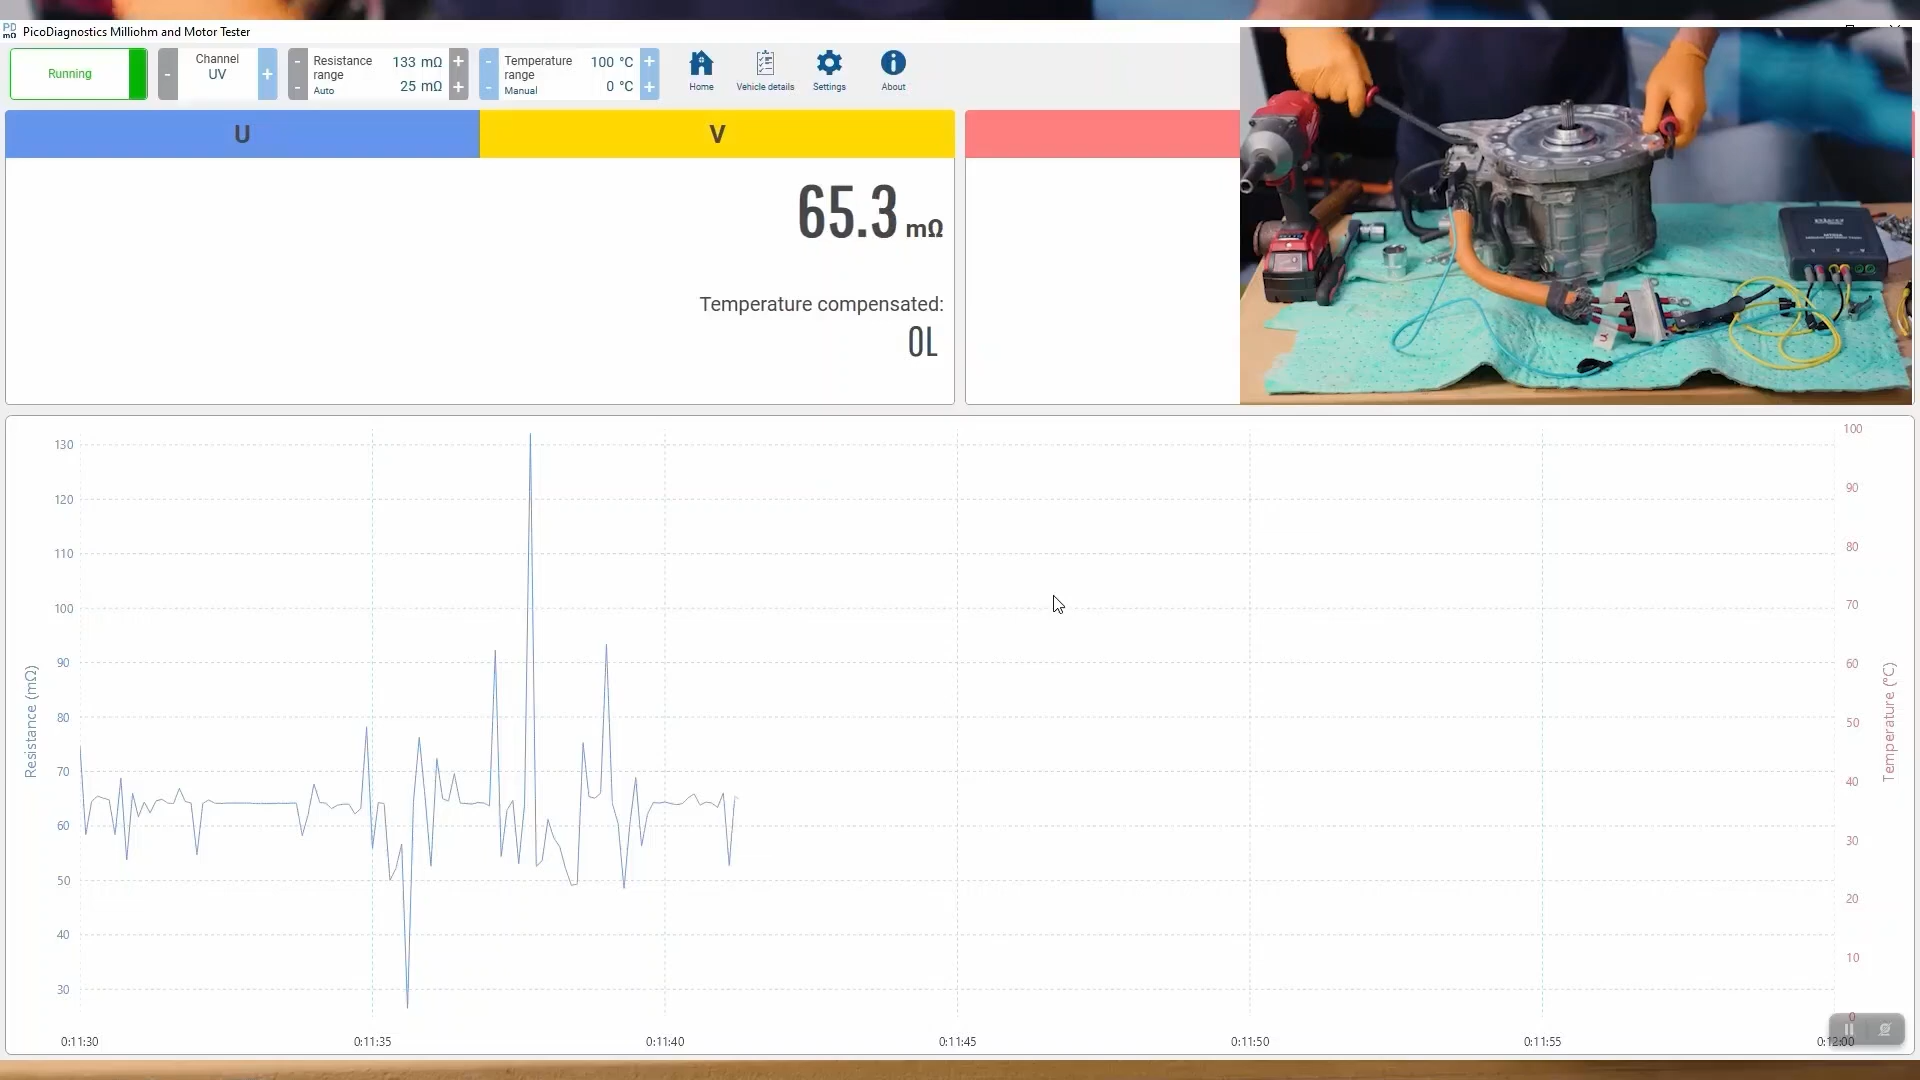 PD
mΩ
PicoDiagnostics Milliohm and Motor Tester
Running
- Channel UV +
- Resistance range Auto - 133 mΩ + 25 mΩ +
- Temperature range Manual - 100 °C + 0 °C +
Home
Vehicle details
Settings
About
U
V
65.3 mΩ
Temperature compensated:
OL
Resistance (mΩ)
130
120
110
100
90
80
70
60
50
40
30
Temperature (°C)
100
90
80
70
60
50
40
30
20
10
0
0:11:30
0:11:35
0:11:40
0:11:45
0:11:50
0:11:55
0:12:00